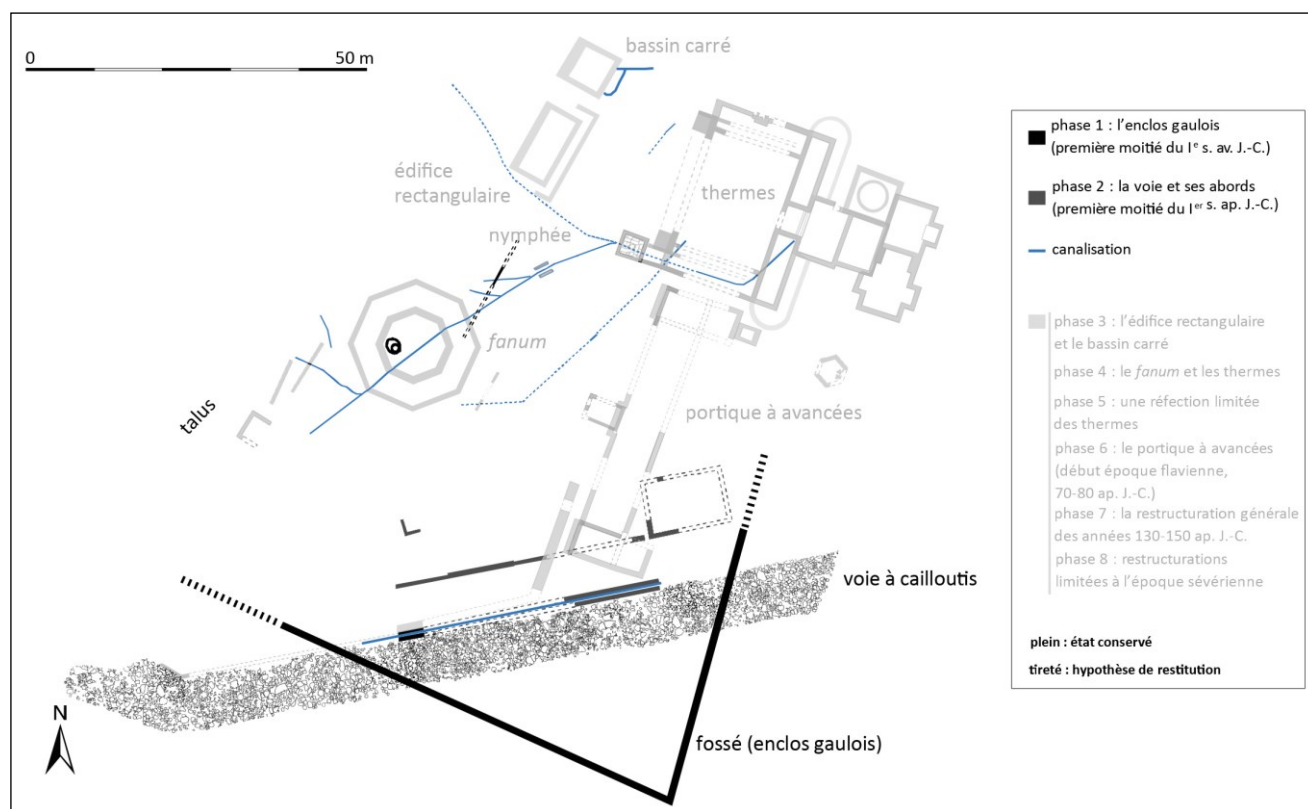 0
50 m
bassin carré
édifice
rectangulaire
thermes
nymphée
fanum
talus
portique à avancées
voie à cailloutis
fossé (enclos gaulois)
N
phase 1 : l'enclos gaulois
(première moitié du Iᵉ s. av. J.-C.)
phase 2 : la voie et ses abords
(première moitié du Iᵉʳ s. ap. J.-C.)
canalisation
phase 3 : l'édifice rectangulaire
et le bassin carré
phase 4 : le fanum et les thermes
phase 5 : une réfection limitée
des thermes
phase 6 : le portique à avancées
(début époque flavienne,
70-80 ap. J.-C.)
phase 7 : la restructuration générale
des années 130-150 ap. J.-C.
phase 8 : restructurations
limitées à l'époque sévérienne
plein : état conservé
tireté : hypothèse de restitution